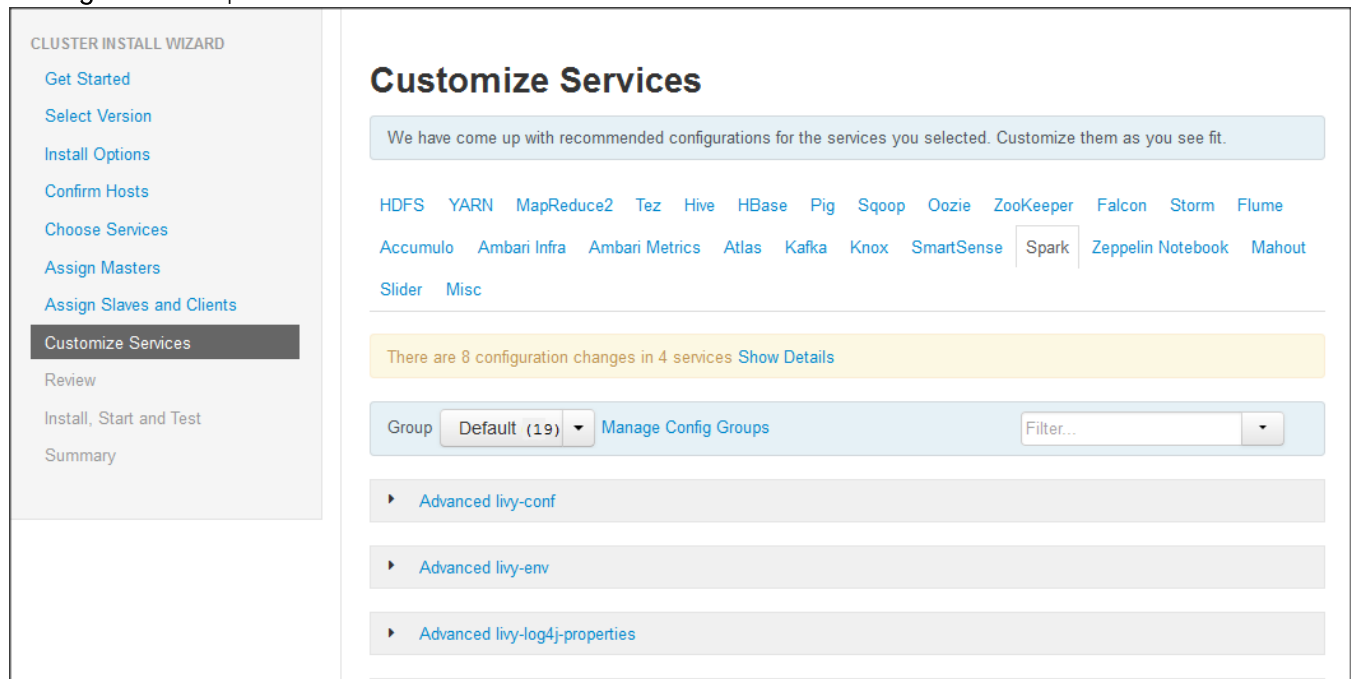 CLUSTER INSTALL WIZARD
Get Started
Select Version
Install Options
Confirm Hosts
Choose Services
Assign Masters
Assign Slaves and Clients
Customize Services
Review
Install, Start and Test
Summary
Customize Services
We have come up with recommended configurations for the services you selected. Customize them as you see fit.
HDFS YARN MapReduce2 Tez Hive HBase Pig Sqoop Oozie ZooKeeper Falcon Storm Flume
Accumulo Ambari Infra Ambari Metrics Atlas Kafka Knox SmartSense Spark Zeppelin Notebook Mahout
Slider Misc
There are 8 configuration changes in 4 services Show Details
Group Default (19) Manage Config Groups Filter...
Advanced livy-conf
Advanced livy-env
Advanced livy-log4j-properties